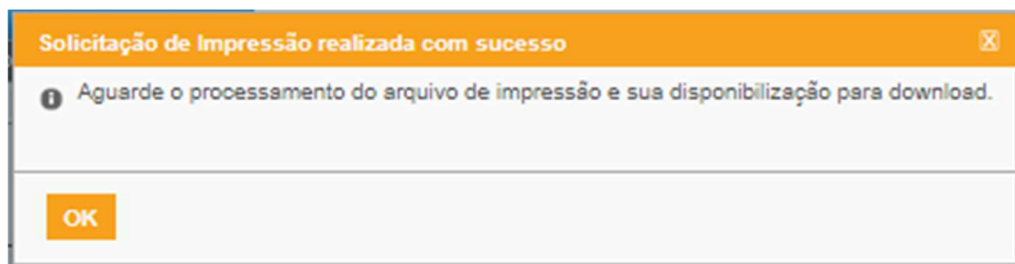 Solicitação de Impressão realizada com sucesso
Aguarde o processamento do arquivo de impressão e sua disponibilização para download.
OK